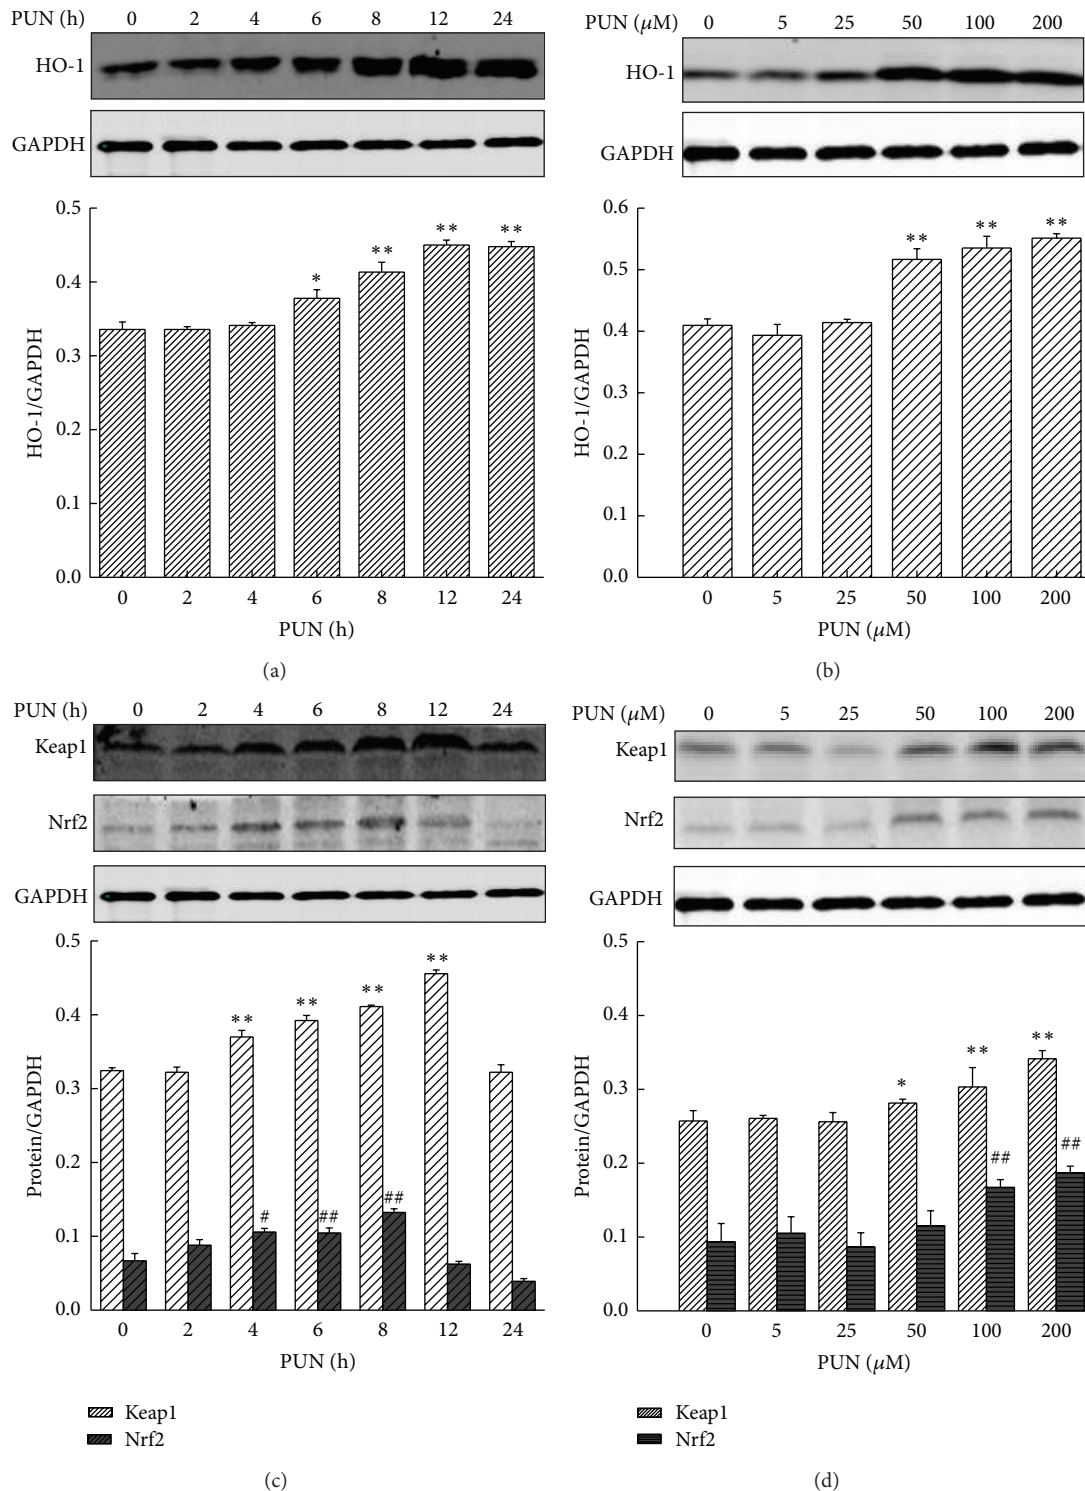 PUN (h) 0 2 4 6 8 12 24
HO-1
GAPDH
0.5
0.4
0.3
0.2
0.1
0.0
HO-1/GAPDH
* ** ** **
0 2 4 6 8 12 24
PUN (h)
(a)
PUN (μM) 0 5 25 50 100 200
HO-1
GAPDH
0.6
0.5
0.4
0.3
0.2
0.1
0.0
HO-1/GAPDH
** ** **
0 5 25 50 100 200
PUN (μM)
(b)
PUN (h) 0 2 4 6 8 12 24
Keap1
Nrf2
GAPDH
0.5
0.4
0.3
0.2
0.1
0.0
Protein/GAPDH
** ** ** **
# ## ##
0 2 4 6 8 12 24
PUN (h)
Keap1
Nrf2
(c)
PUN (μM) 0 5 25 50 100 200
Keap1
Nrf2
GAPDH
0.5
0.4
0.3
0.2
0.1
0.0
Protein/GAPDH
* ** **
## ##
0 5 25 50 100 200
PUN (μM)
Keap1
Nrf2
(d)